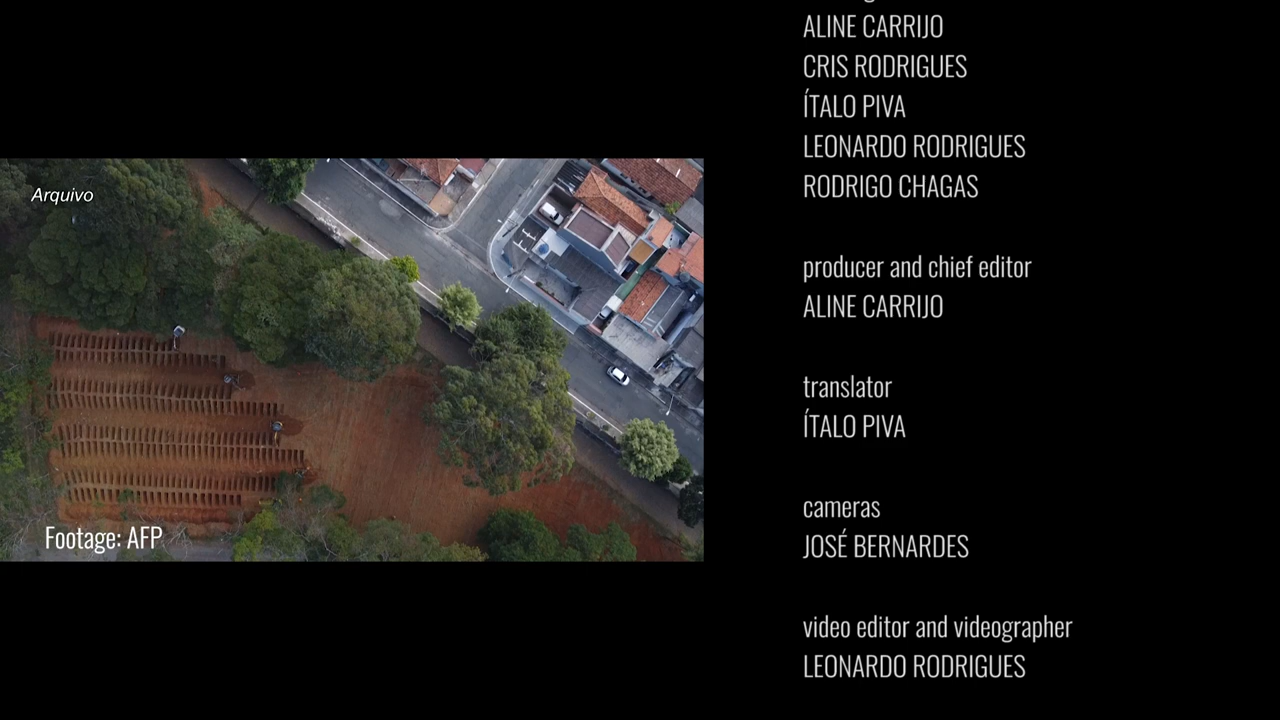 Arquivo
Footage: AFP
ALINE CARRIJO
CRIS RODRIGUES
ÍTALO PIVA
LEONARDO RODRIGUES
RODRIGO CHAGAS
producer and chief editor
ALINE CARRIJO
translator
ÍTALO PIVA
cameras
JOSÉ BERNARDES
video editor and videographer
LEONARDO RODRIGUES